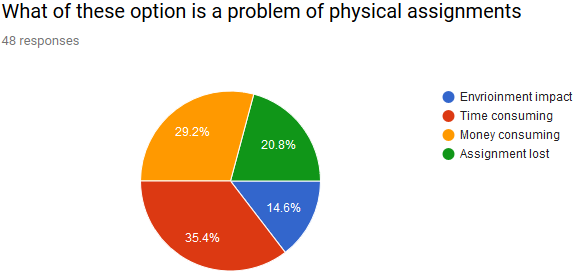 What of these option is a problem of physical assignments
48 responses
Envrioinment impact
Time consuming
Money consuming
Assignment lost
29.2%
20.8%
14.6%
35.4%